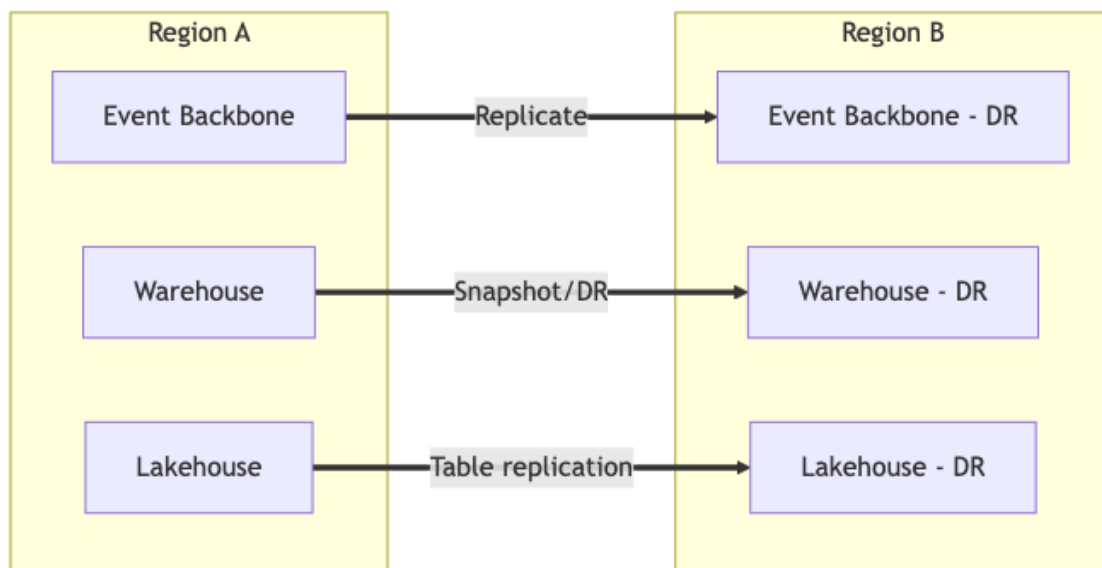 Region A
Region B
Event Backbone
Replicate
Event Backbone - DR
Warehouse
Snapshot/DR
Warehouse - DR
Lakehouse
Table replication
Lakehouse - DR